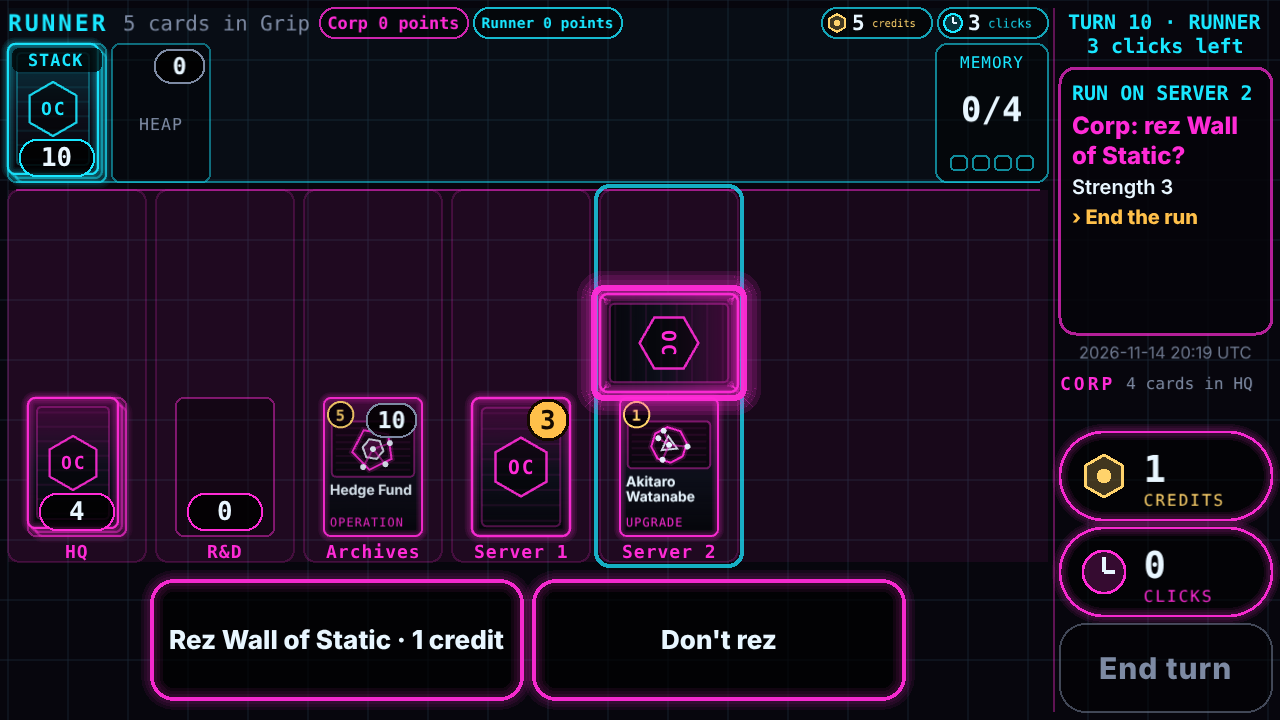 RUNNER 5 cards in Grip Corp 0 points Runner 0 points 5 credits 3 clicks
TURN 10 · RUNNER
3 clicks left
STACK
OC
10
0
HEAP
MEMORY
0/4
RUN ON SERVER 2
Corp: rez Wall
of Static?
Strength 3
› End the run
2026-11-14 20:19 UTC
CORP 4 cards in HQ
OC
OC
4
HQ
0
R&D
5
10
Hedge Fund
OPERATION
Archives
3
OC
Server 1
1
Akitaro
Watanabe
UPGRADE
Server 2
1
CREDITS
0
CLICKS
Rez Wall of Static · 1 credit
Don't rez
End turn